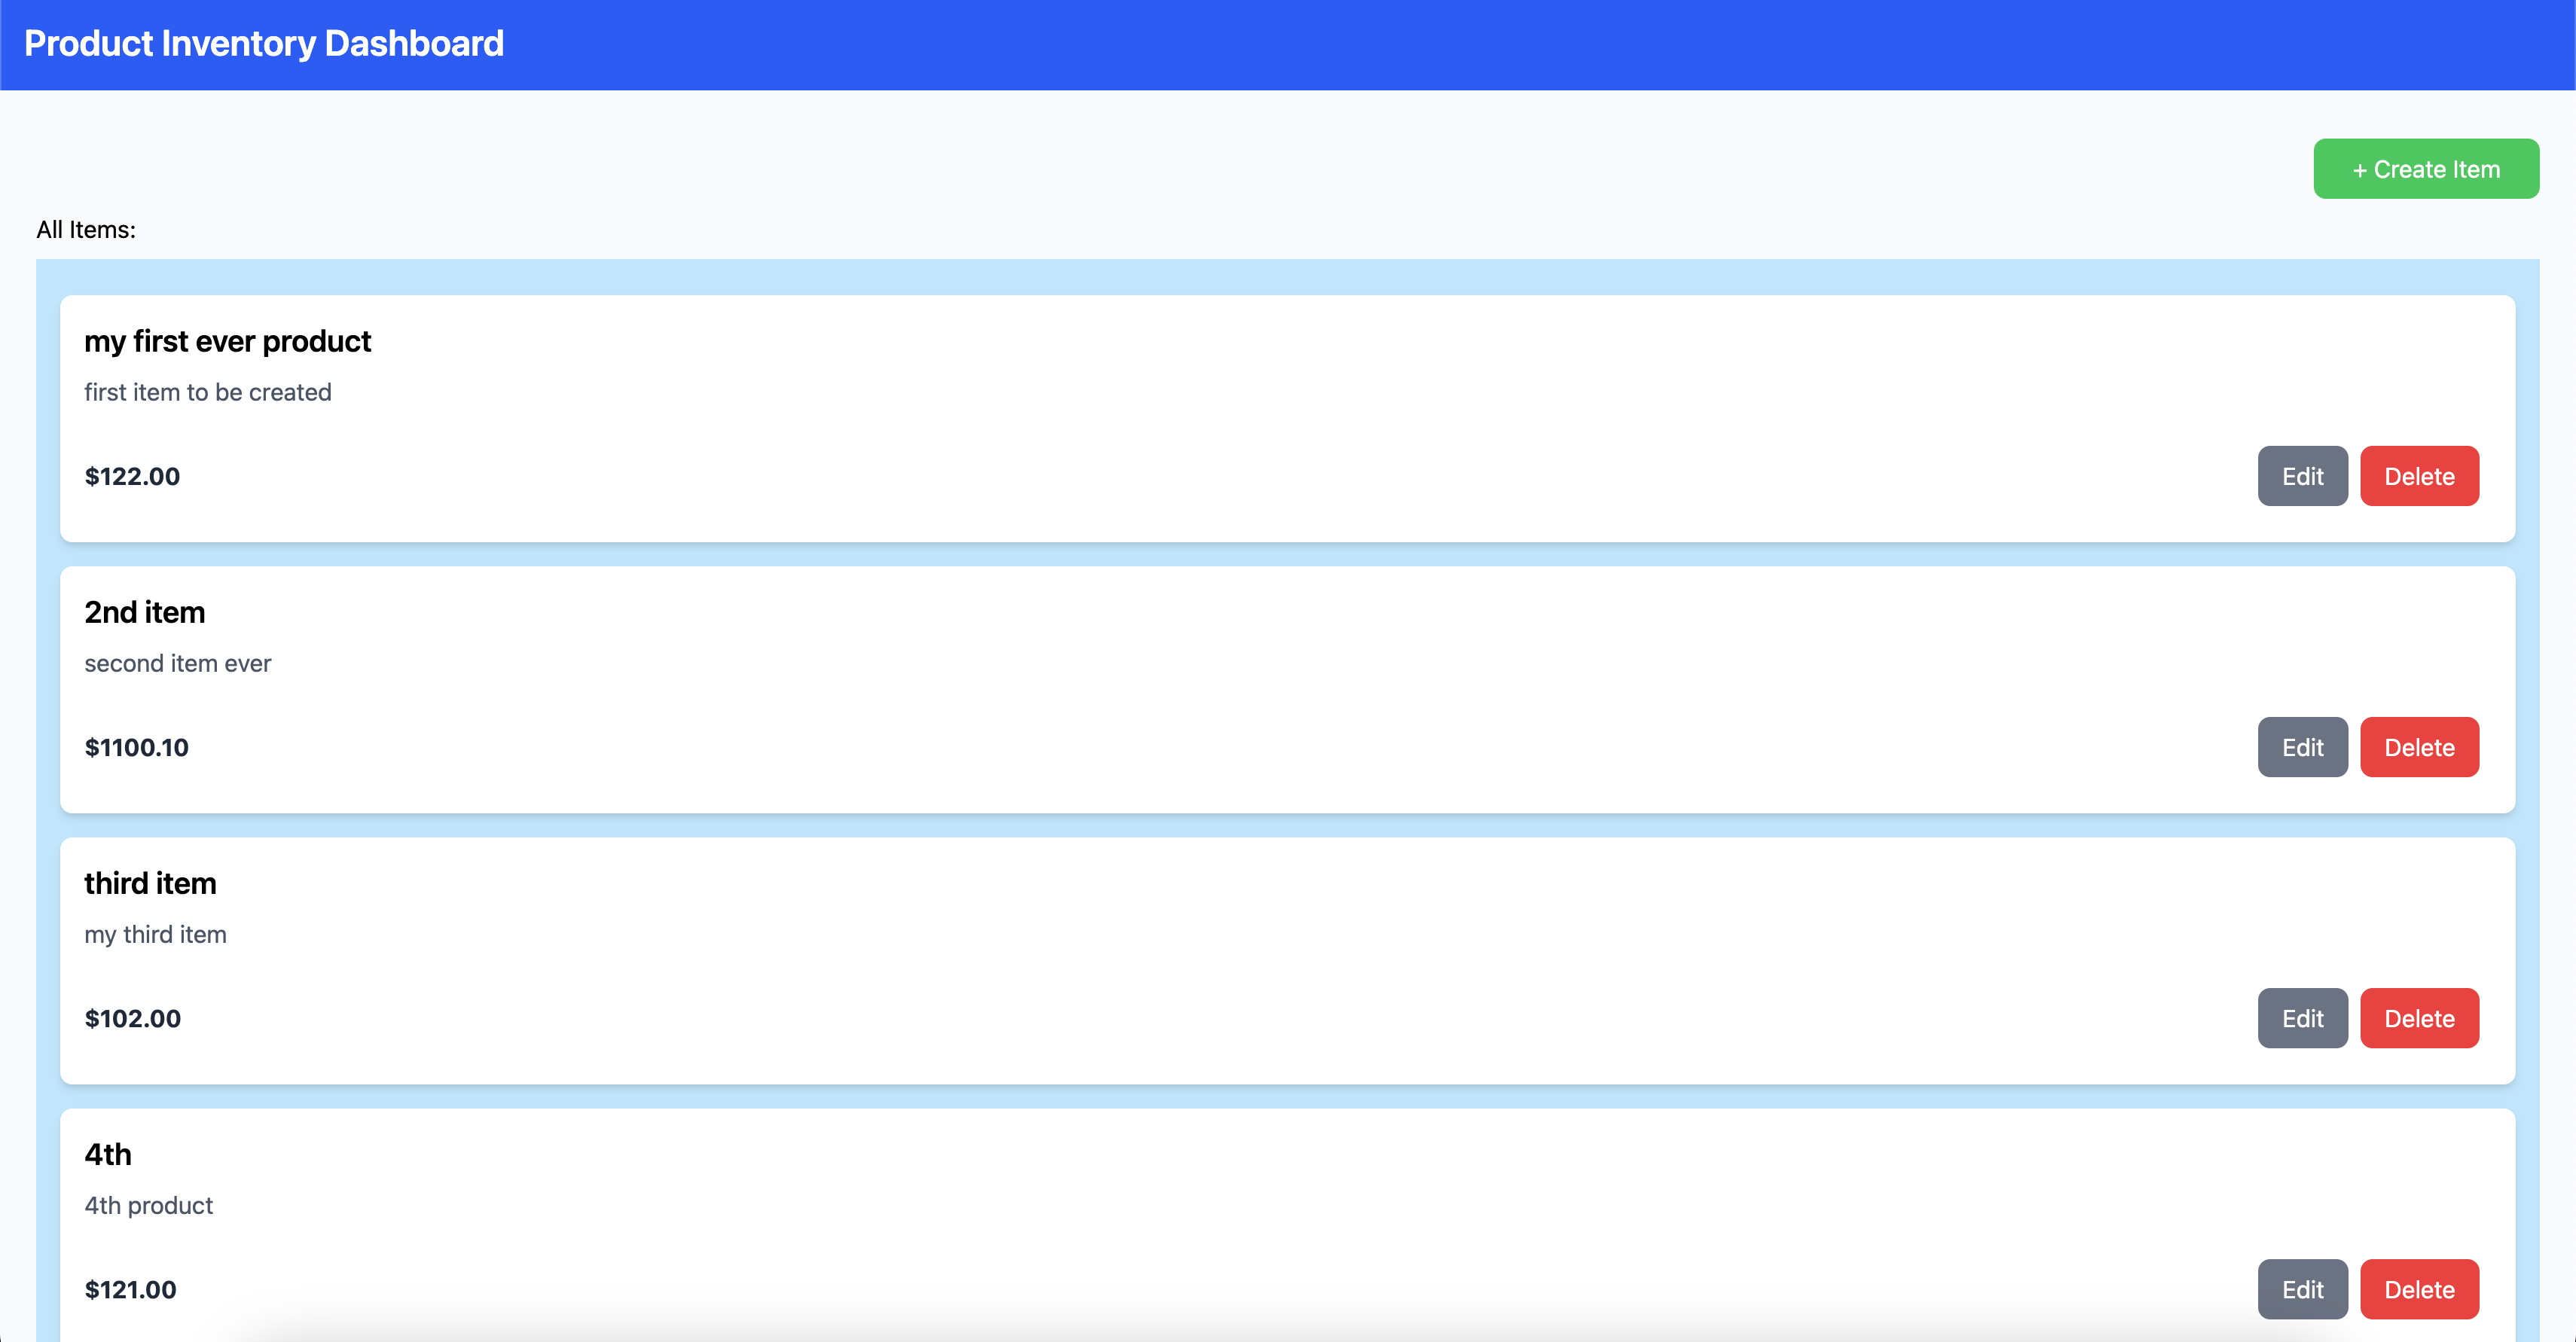 Product Inventory Dashboard
+ Create Item
All Items:
my first ever product
first item to be created
$122.00
Edit
Delete
2nd item
second item ever
$1100.10
Edit
Delete
third item
my third item
$102.00
Edit
Delete
4th
4th product
$121.00
Edit
Delete